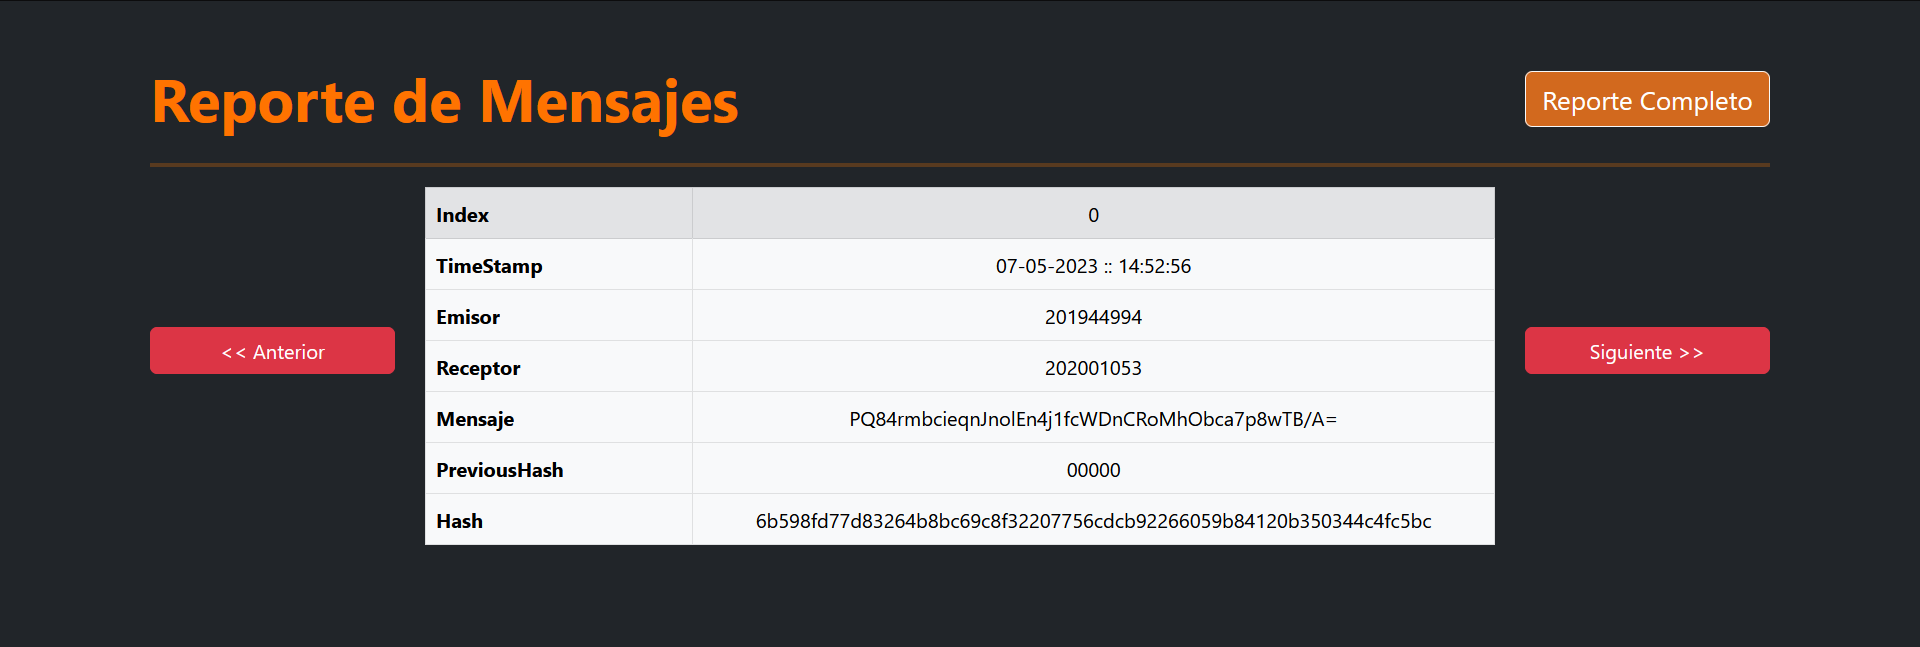 Reporte de Mensajes
Reporte Completo
Index 0
TimeStamp 07-05-2023 :: 14:52:56
Emisor 201944994
<< Anterior
Siguiente >>
Receptor 202001053
Mensaje PQ84rmbcieqnJnolEn4j1fcWDnCRoMhObca7p8wTB/A=
PreviousHash 00000
Hash 6b598fd77d83264b8bc69c8f32207756cdcb92266059b84120b350344c4fc5bc